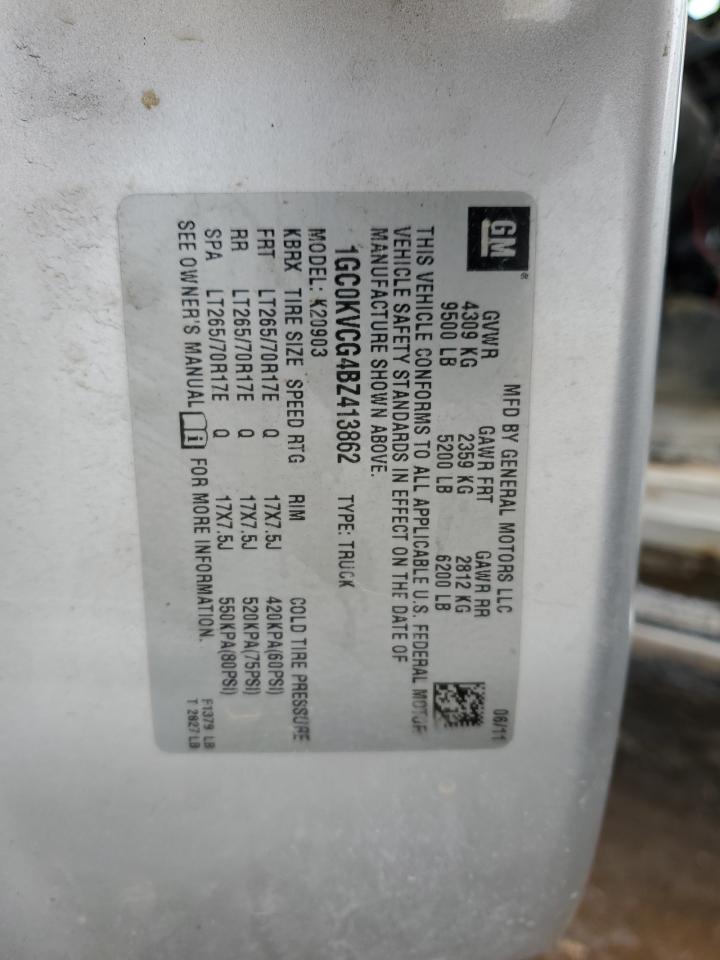 GM ®
MFD BY GENERAL MOTORS LLC 06/11
GVWR GAWR FRT GAWR RR
4309 KG 2359 KG 2812 KG
9500 LB 5200 LB 6200 LB
THIS VEHICLE CONFORMS TO ALL APPLICABLE U.S. FEDERAL MOTOR
VEHICLE SAFETY STANDARDS IN EFFECT ON THE DATE OF
MANUFACTURE SHOWN ABOVE.
1GC0KVCG4BZ413862 TYPE: TRUCK
MODEL: K20903
KBRX TIRE SIZE SPEED RTG RIM COLD TIRE PRESSURE
FRT LT265/70R17E Q 17X7.5J 420KPA(60PSI)
RR LT265/70R17E Q 17X7.5J 520KPA(75PSI)
SPA LT265/70R17E Q 17X7.5J 550KPA(80PSI)
SEE OWNER'S MANUAL FOR MORE INFORMATION.
F1379 LB
T 2827 LB